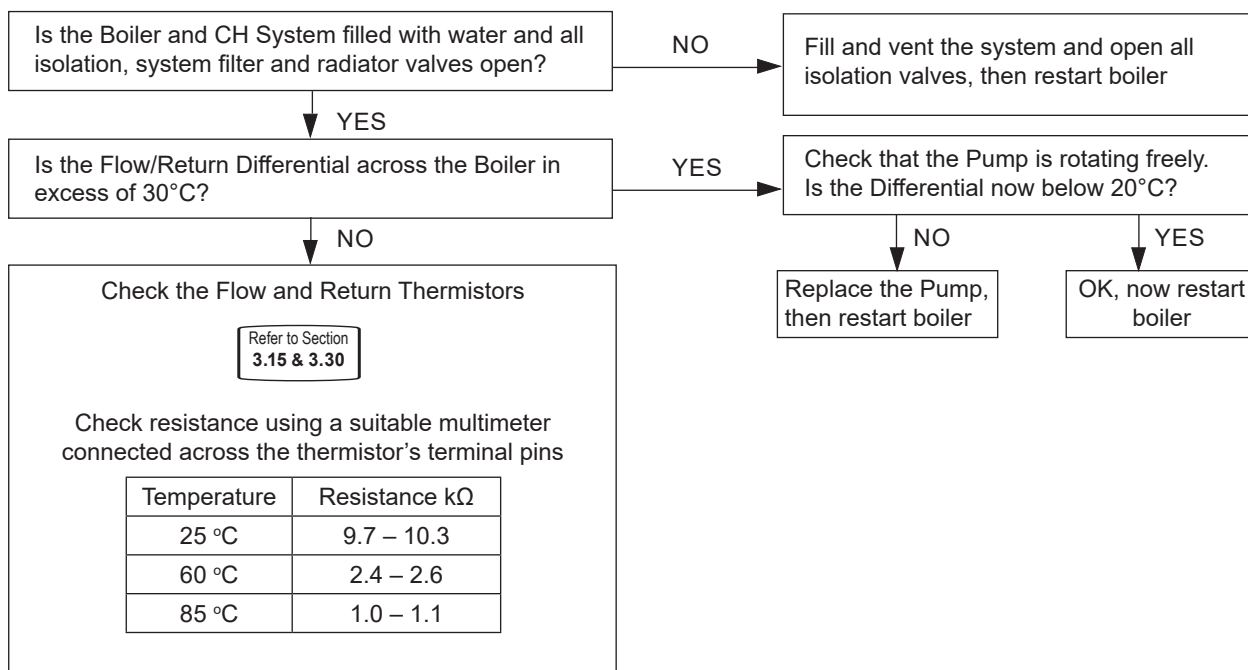 Is the Boiler and CH System filled with water and all
isolation, system filter and radiator valves open?
NO
Fill and vent the system and open all
isolation valves, then restart boiler
YES
Is the Flow/Return Differential across the Boiler in
excess of 30°C?
YES
Check that the Pump is rotating freely.
Is the Differential now below 20°C?
NO
Replace the Pump,
then restart boiler
YES
OK, now restart
boiler
NO
Check the Flow and Return Thermistors
Refer to Section
3.15 & 3.30
Check resistance using a suitable multimeter
connected across the thermistor’s terminal pins
Temperature Resistance kΩ
25 °C 9.7 – 10.3
60 °C 2.4 – 2.6
85 °C 1.0 – 1.1